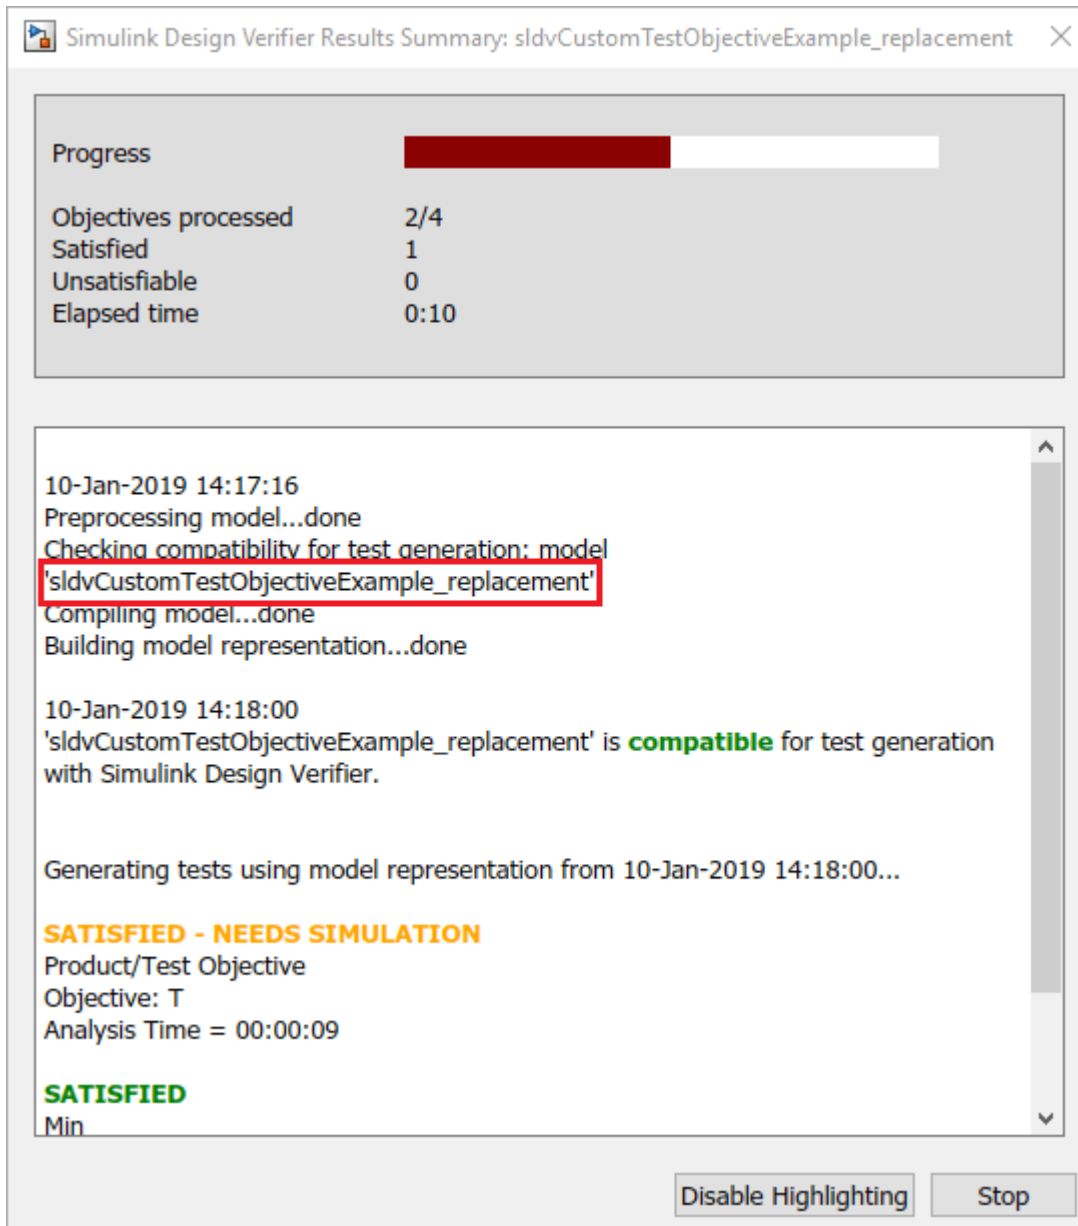 Simulink Design Verifier Results Summary: sldvCustomTestObjectiveExample_replacement
Progress
Objectives processed 2/4
Satisfied 1
Unsatisfiable 0
Elapsed time 0:10
10-Jan-2019 14:17:16
Preprocessing model...done
Checking compatibility for test generation: model
'sldvCustomTestObjectiveExample_replacement'
Compiling model...done
Building model representation...done
10-Jan-2019 14:18:00
'sldvCustomTestObjectiveExample_replacement' is compatible for test generation
with Simulink Design Verifier.
Generating tests using model representation from 10-Jan-2019 14:18:00...
SATISFIED - NEEDS SIMULATION
Product/Test Objective
Objective: T
Analysis Time = 00:00:09
SATISFIED
Min
Disable Highlighting Stop